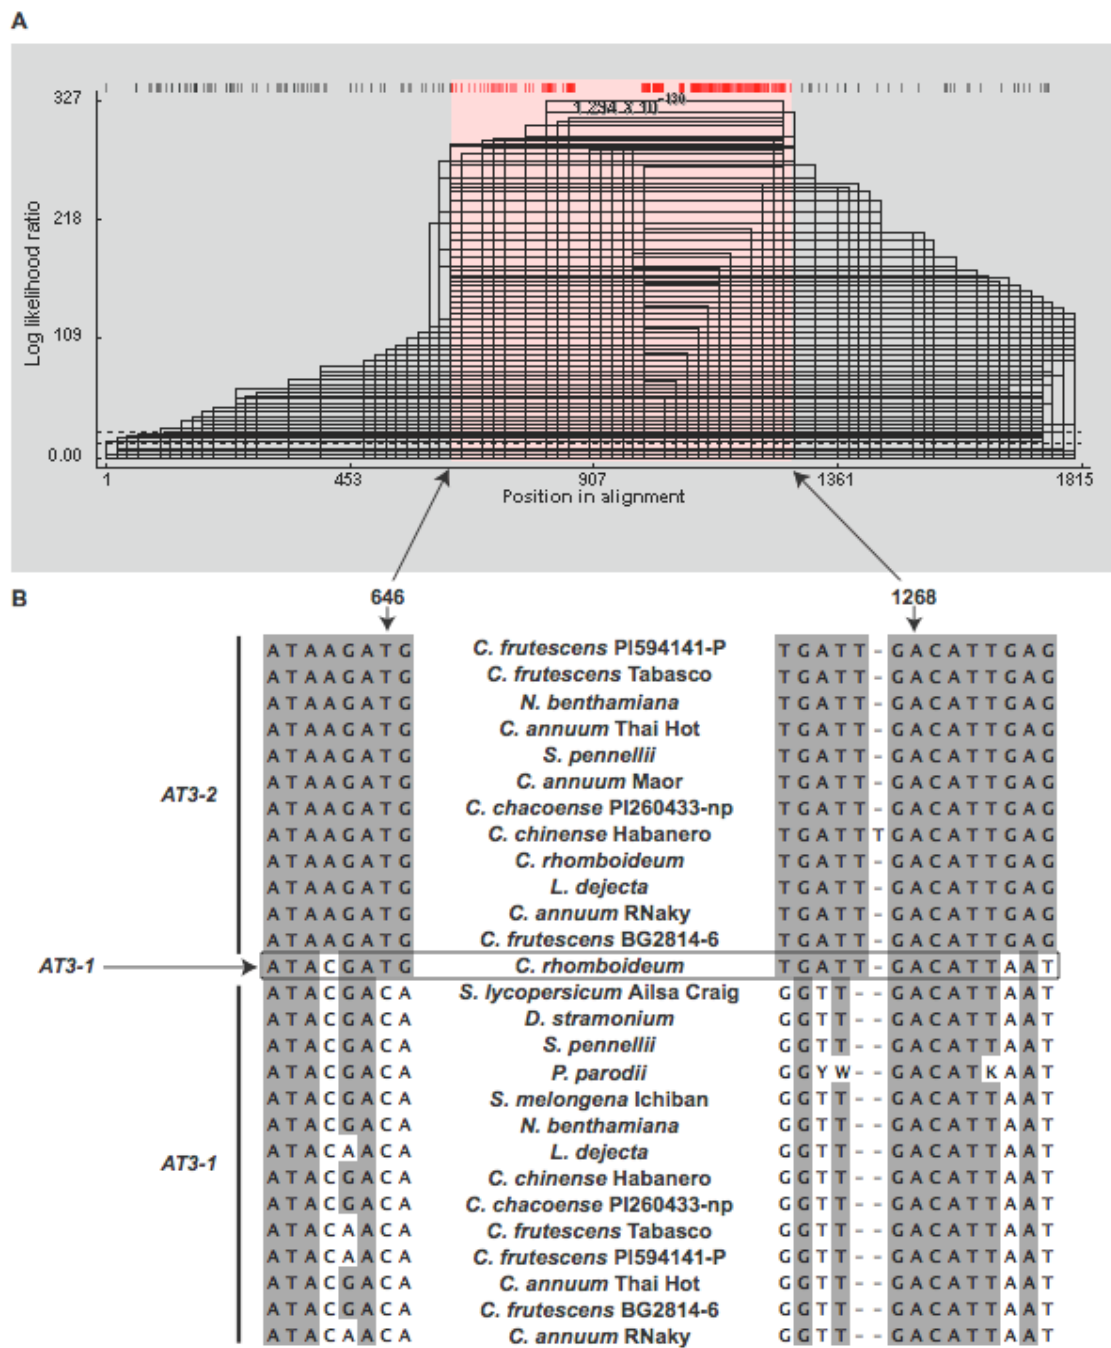 A
327
1.294 X 10-130
218
109
0.00
Log likelihood ratio
1 453 907 1361 1815
Position in alignment
B
646 1268
AT3-2
ATAAGATG C. frutescens PI594141-P TGATT-GACATTGAG
ATAAGATG C. frutescens Tabasco TGATT-GACATTGAG
ATAAGATG N. benthamiana TGATT-GACATTGAG
ATAAGATG C. annuum Thai Hot TGATT-GACATTGAG
ATAAGATG S. pennellii TGATT-GACATTGAG
ATAAGATG C. annuum Maor TGATT-GACATTGAG
ATAAGATG C. chacoense PI260433-np TGATT-GACATTGAG
ATAAGATG C. chinense Habanero TGATTTGACATTGAG
ATAAGATG C. rhomboideum TGATT-GACATTGAG
ATAAGATG L. dejecta TGATT-GACATTGAG
ATAAGATG C. annuum RNaky TGATT-GACATTGAG
ATAAGATG C. frutescens BG2814-6 TGATT-GACATTGAG
AT3-1 ATACGATG C. rhomboideum TGATT-GACATTAAT
AT3-1
ATACGACA S. lycopersicum Ailsa Craig GGTT--GACATTAAT
ATACGACA D. stramonium GGTT--GACATTAAT
ATACGACA S. pennellii GGTT--GACATTAAT
ATACGACA P. parodii GGYW--GACATKAAT
ATACGACA S. melongena Ichiban GGTT--GACATTAAT
ATACGACA N. benthamiana GGTT--GACATTAAT
ATACAACA L. dejecta GGTT--GACATTAAT
ATACGACA C. chinense Habanero GGTT--GACATTAAT
ATACGACA C. chacoense PI260433-np GGTT--GACATTAAT
ATACAACA C. frutescens Tabasco GGTT--GACATTAAT
ATACAACA C. frutescens PI594141-P GGTT--GACATTAAT
ATACGACA C. annuum Thai Hot GGTT--GACATTAAT
ATACGACA C. frutescens BG2814-6 GGTT--GACATTAAT
ATACAACA C. annuum RNaky GGTT--GACATTAAT